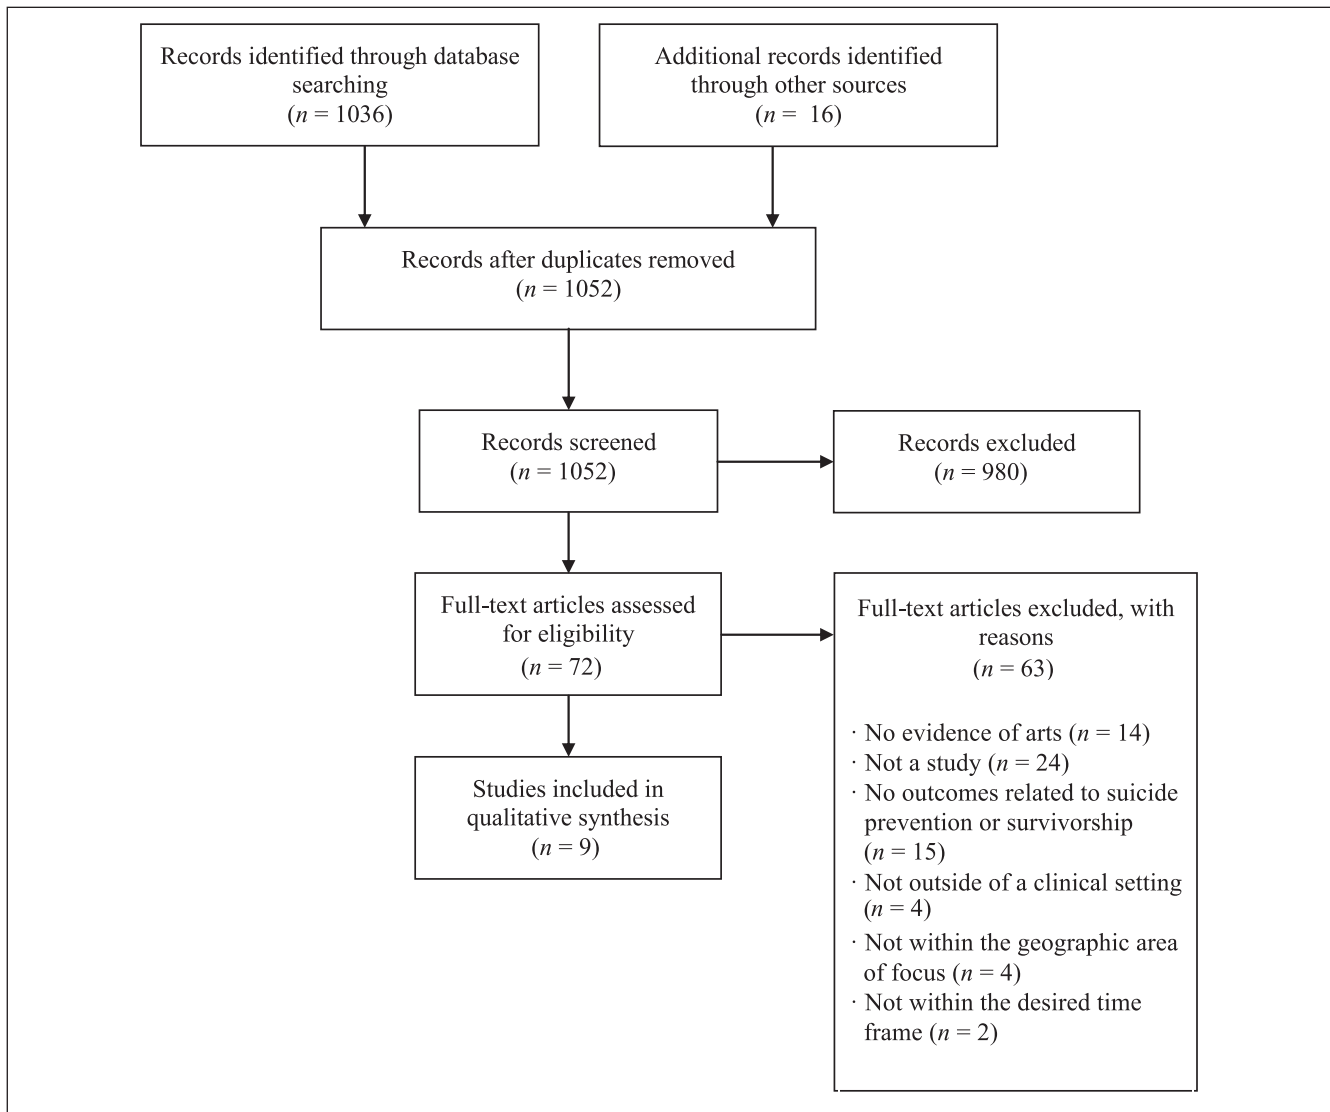 Records identified through database
searching
(n = 1036)
Additional records identified
through other sources
(n = 16)
Records after duplicates removed
(n = 1052)
Records screened
(n = 1052)
Records excluded
(n = 980)
Full-text articles assessed
for eligibility
(n = 72)
Full-text articles excluded, with
reasons
(n = 63)
· No evidence of arts (n = 14)
· Not a study (n = 24)
· No outcomes related to suicide
prevention or survivorship
(n = 15)
· Not outside of a clinical setting
(n = 4)
· Not within the geographic area
of focus (n = 4)
· Not within the desired time
frame (n = 2)
Studies included in
qualitative synthesis
(n = 9)